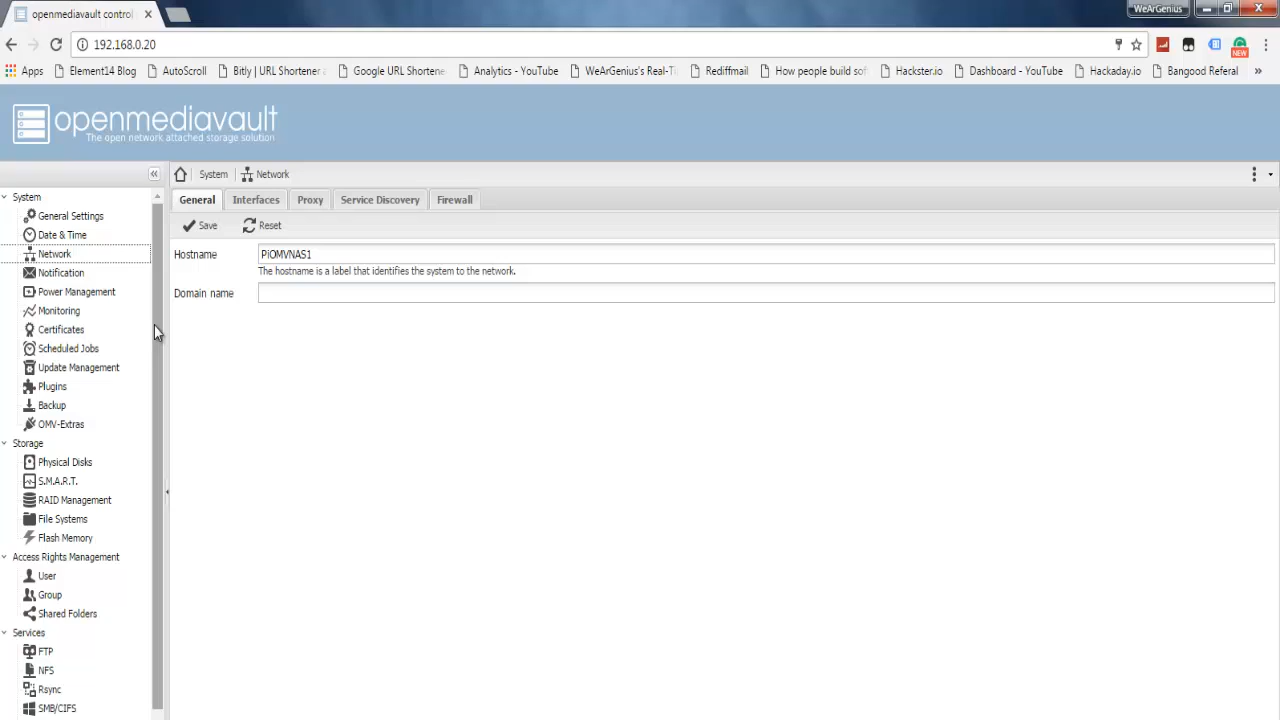 openmediavault control
WeArGenius
192.168.0.20
Apps Element14 Blog AutoScroll Bitly | URL Shortener Google URL Shortene Analytics - YouTube WeArGenius's Real-Ti Rediffmail How people build sof Hackster.io Dashboard - YouTube Hackaday.io Bangood Referal »
NEW
openmediavault
The open network attached storage solution
System Network
General Interfaces Proxy Service Discovery Firewall
Save Reset
Hostname PiOMVNAS1
The hostname is a label that identifies the system to the network.
Domain name
System
General Settings
Date & Time
Network
Notification
Power Management
Monitoring
Certificates
Scheduled Jobs
Update Management
Plugins
Backup
OMV-Extras
Storage
Physical Disks
S.M.A.R.T.
RAID Management
File Systems
Flash Memory
Access Rights Management
User
Group
Shared Folders
Services
FTP
NFS
Rsync
SMB/CIFS